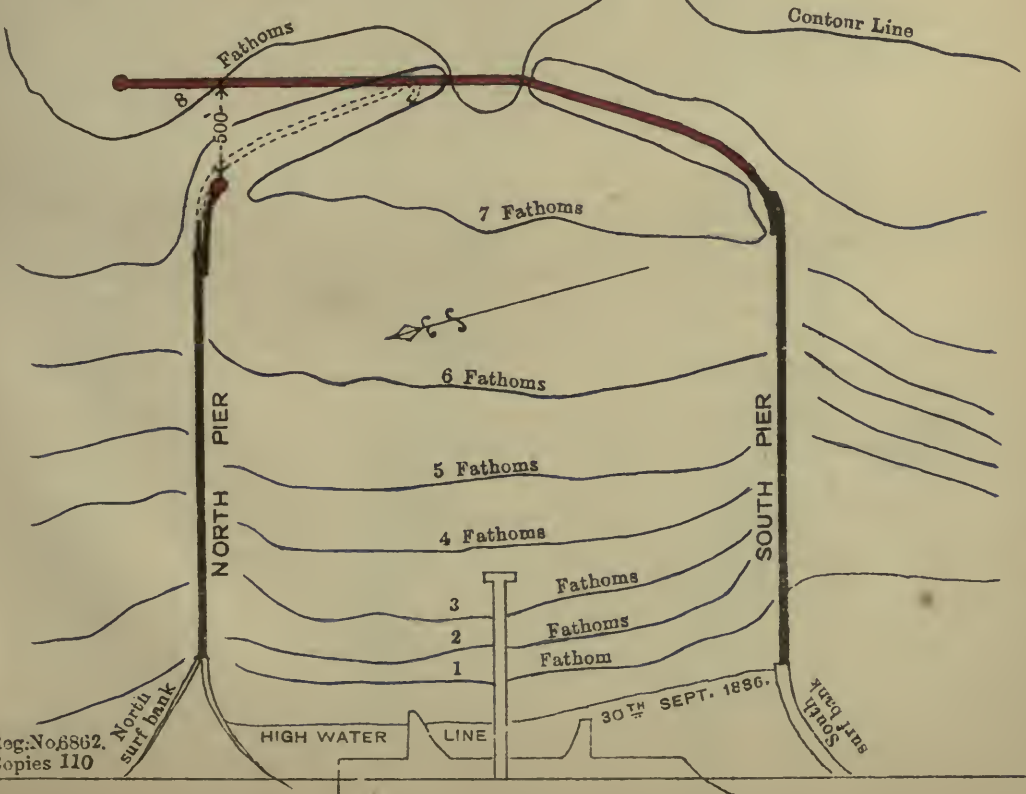 Contour Line
8 Fathoms
500'
7 Fathoms
6 Fathoms
NORTH PIER
SOUTH PIER
5 Fathoms
4 Fathoms
3 Fathoms
2 Fathoms
1 Fathom
30TH SEPT. 1886.
North surf bank
South surf bank
HIGH WATER LINE
Reg: No 6862.
Copies 110